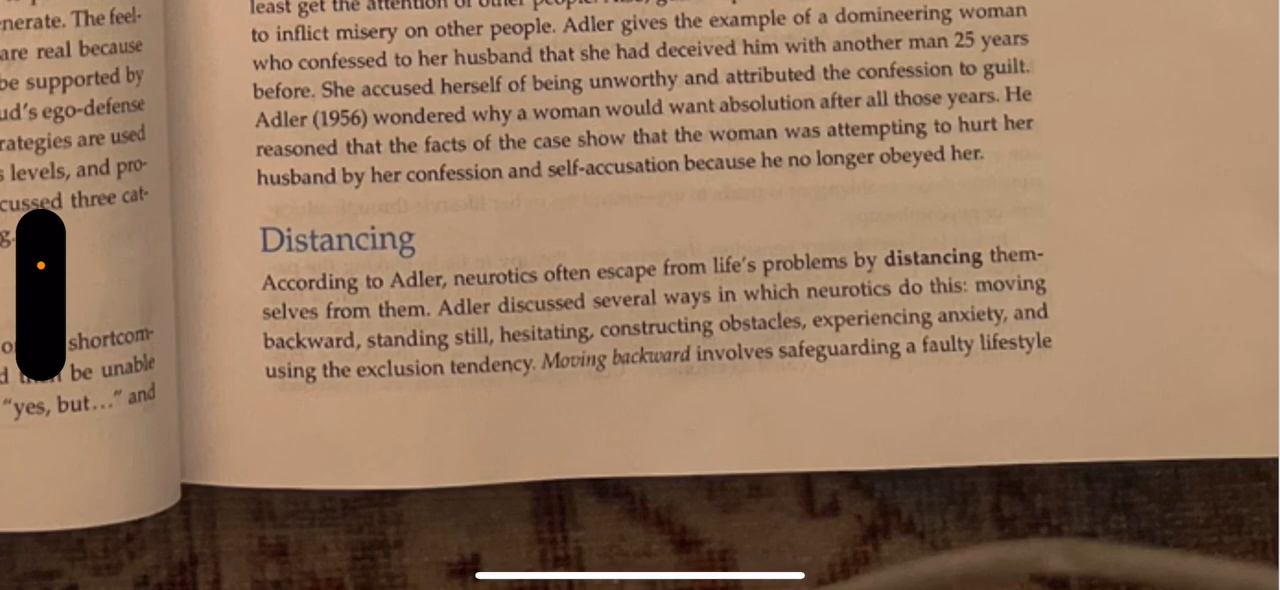 nerate. The feel-
are real because
be supported by
ud's ego-defense
rategies are used
s levels, and pro-
cussed three cat-
g-
shortcom-
be unable
"yes, but…" and
least get the attention of other people.
to inflict misery on other people. Adler gives the example of a domineering woman
who confessed to her husband that she had deceived him with another man 25 years
before. She accused herself of being unworthy and attributed the confession to guilt.
Adler (1956) wondered why a woman would want absolution after all those years. He
reasoned that the facts of the case show that the woman was attempting to hurt her
husband by her confession and self-accusation because he no longer obeyed her.
Distancing
According to Adler, neurotics often escape from life's problems by distancing them-
selves from them. Adler discussed several ways in which neurotics do this: moving
backward, standing still, hesitating, constructing obstacles, experiencing anxiety, and
using the exclusion tendency. Moving backward involves safeguarding a faulty lifestyle